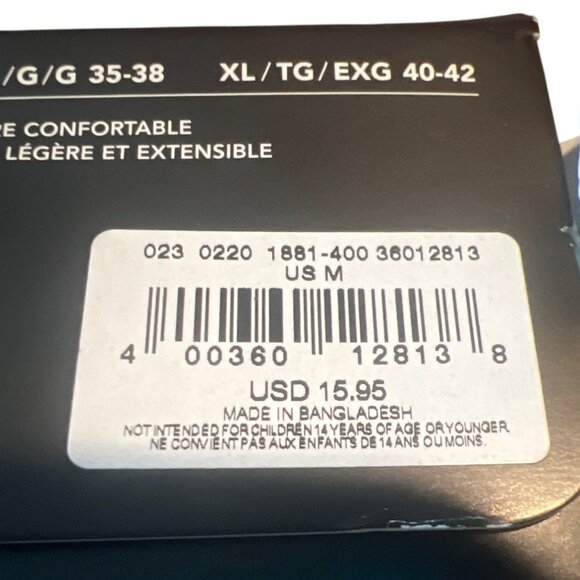 /G/G 35-38 XL/TG/EXG 40-42
RE CONFORTABLE
LÉGÈRE ET EXTENSIBLE
023 0220 1881-400 36012813
US M
4 00360 12813 8
USD 15.95
MADE IN BANGLADESH
NOT INTENDED FOR CHILDREN 14 YEARS OF AGE OR YOUNGER
NE CONVIENT PAS AUX ENFANTS DE 14 ANS OU MOINS.